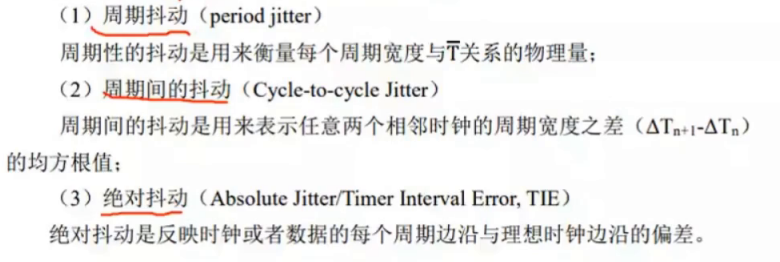 （1）周期抖动（period jitter）
周期性的抖动是用来衡量每个周期宽度与T̅关系的物理量；
（2）周期间的抖动（Cycle-to-cycle Jitter）
周期间的抖动是用来表示任意两个相邻时钟的周期宽度之差（ΔTn+1-ΔTn）
的均方根值；
（3）绝对抖动（Absolute Jitter/Timer Interval Error, TIE）
绝对抖动是反映时钟或者数据的每个周期边沿与理想时钟边沿的偏差。